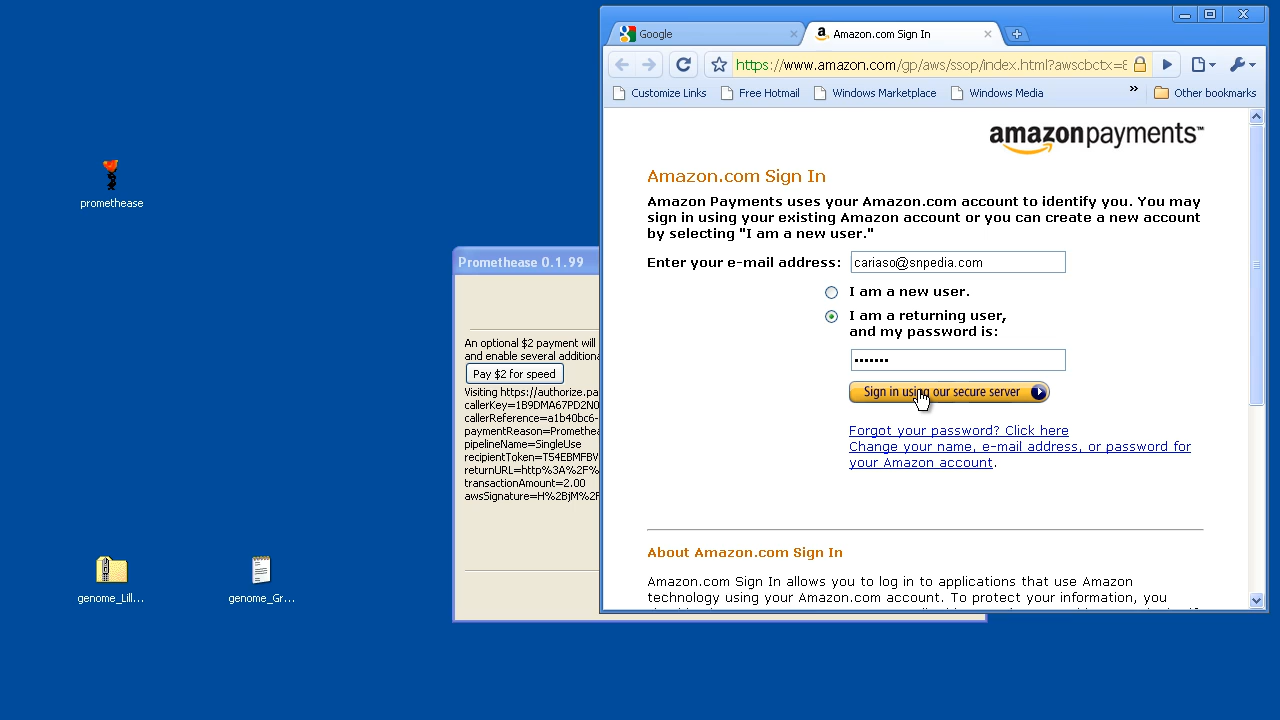 Google
Amazon.com Sign In
https://www.amazon.com/gp/aws/ssop/index.html?awscbctx=E
Customize Links
Free Hotmail
Windows Marketplace
Windows Media
»
Other bookmarks
amazonpayments™
Amazon.com Sign In
Amazon Payments uses your Amazon.com account to identify you. You may
sign in using your existing Amazon account or you can create a new account
by selecting "I am a new user."
Enter your e-mail address: cariaso@snpedia.com
I am a new user.
I am a returning user,
and my password is:
•••••••
Sign in using our secure server
Forgot your password? Click here
Change your name, e-mail address, or password for
your Amazon account.
About Amazon.com Sign In
Amazon.com Sign In allows you to log in to applications that use Amazon
technology using your Amazon.com account. To protect your information, you
promethease
Promethease 0.1.99
An optional $2 payment will
and enable several additiona
Pay $2 for speed
Visiting https://authorize.pa
callerKey=1B9DMA67PD2N0
callerReference=a1b40bc6-
paymentReason=Promethea
pipelineName=SingleUse
recipientToken=T54EBMFBV
returnURL=http%3A%2F%
transactionAmount=2.00
awsSignature=H%2BjM%2F
genome_Lill...
genome_Gr...